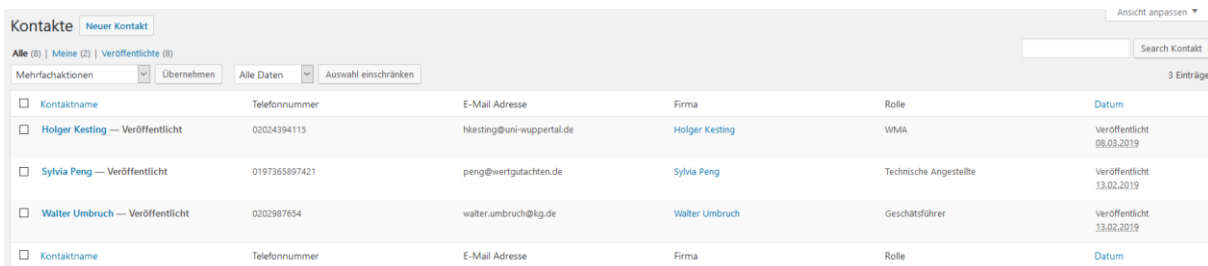 Ansicht anpassen ▼
Kontakte Neuer Kontakt
Alle (8) | Meine (2) | Veröffentlichte (8)
Search Kontakt
Mehrfachaktionen Übernehmen Alle Daten Auswahl einschränken 3 Einträge
Kontaktname Telefonnummer E-Mail Adresse Firma Rolle Datum
Holger Kesting — Veröffentlicht 02024394115 hkesting@uni-wuppertal.de Holger Kesting WMA Veröffentlicht
08.03.2019
Sylvia Peng — Veröffentlicht 0197365897421 peng@wertgutachten.de Sylvia Peng Technische Angestellte Veröffentlicht
13.02.2019
Walter Umbruch — Veröffentlicht 0202987654 walter.umbruch@kg.de Walter Umbruch Geschätsführer Veröffentlicht
13.02.2019
Kontaktname Telefonnummer E-Mail Adresse Firma Rolle Datum